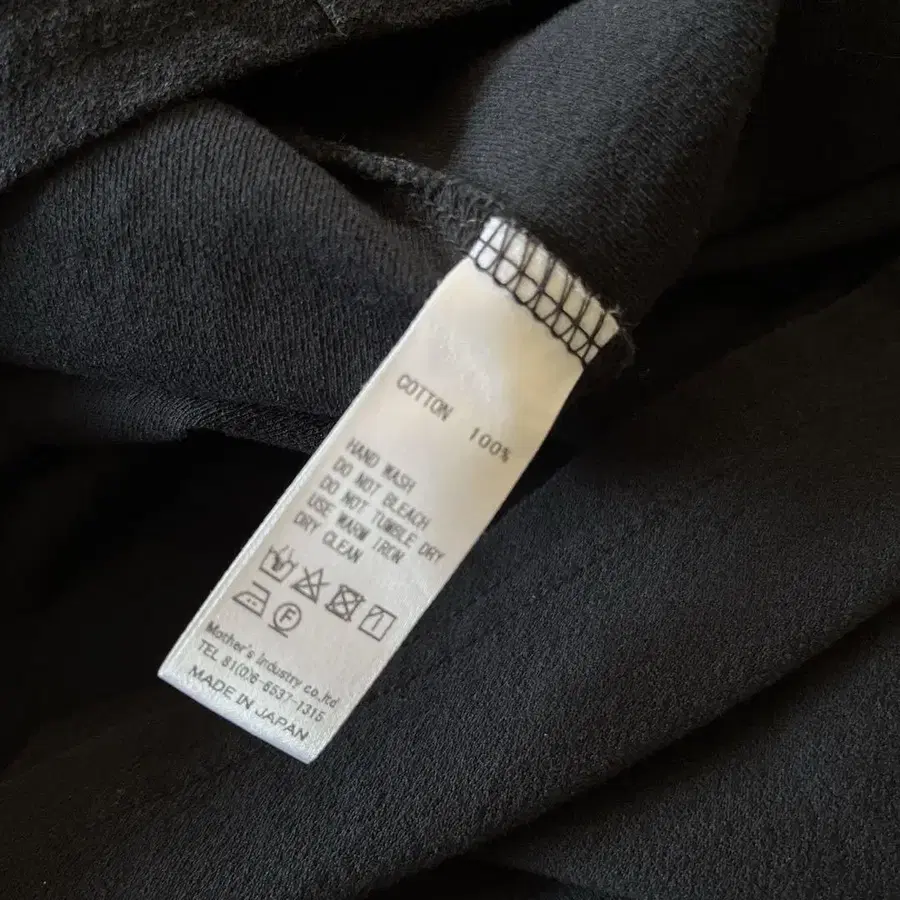 COTTON 100%
HAND WASH
DO NOT BLEACH
DO NOT TUMBLE DRY
USE WARM IRON
DRY CLEAN
F
Mother's Industry co.,ltd
TEL 81(0)6-6537-1315
MADE IN JAPAN